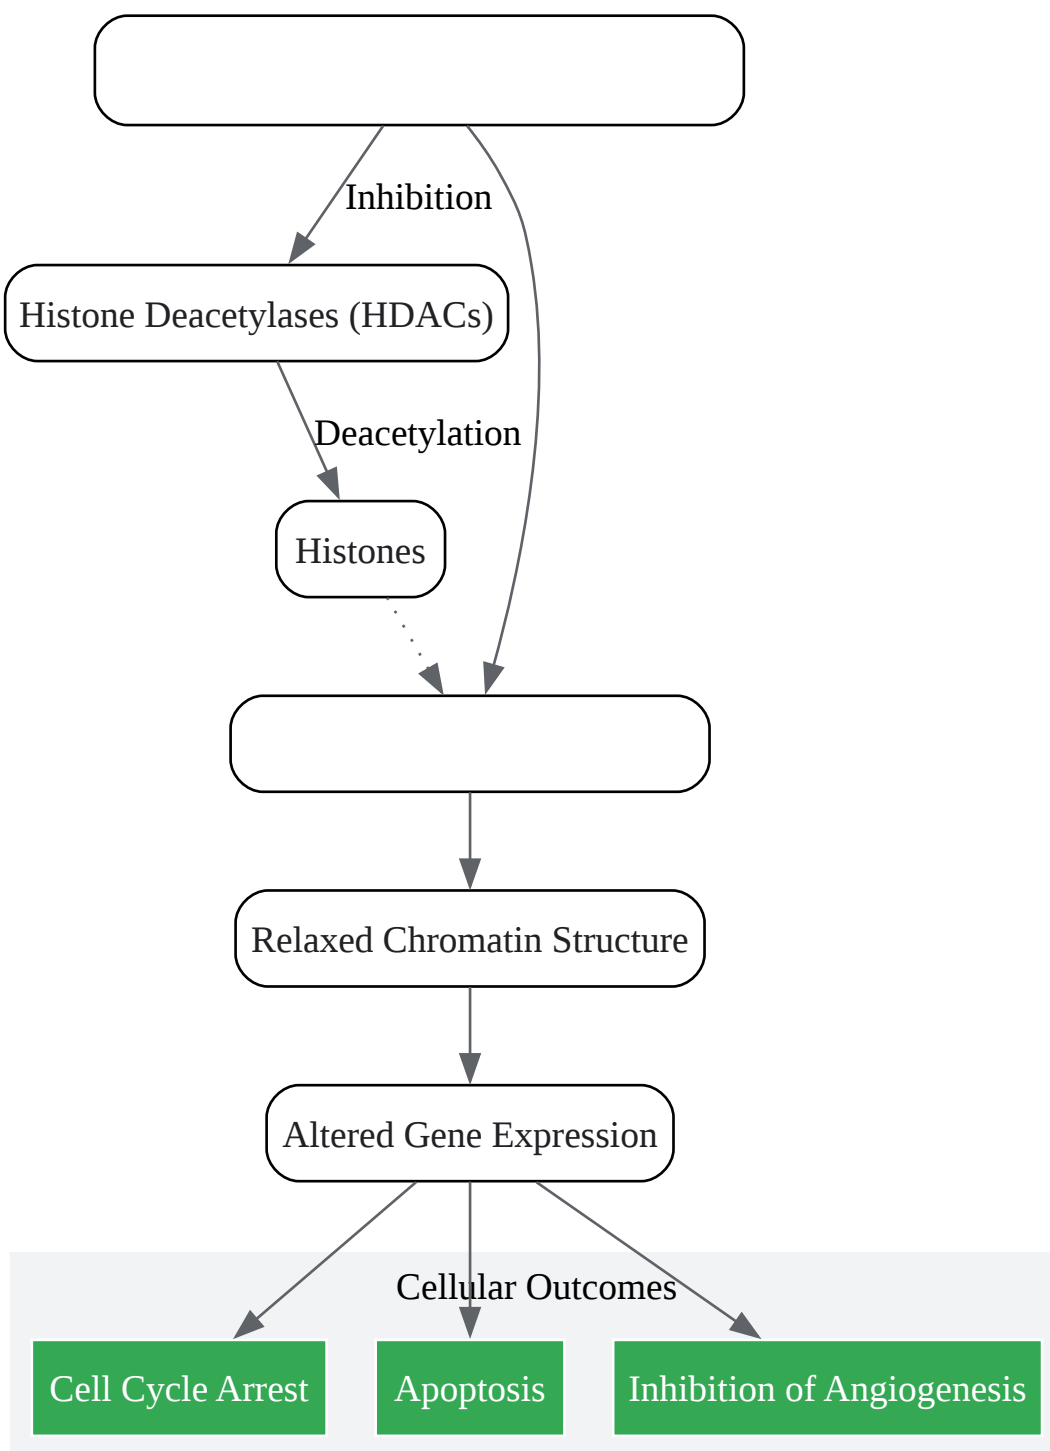 Inhibition
Histone Deacetylases (HDACs)
Deacetylation
Histones
Relaxed Chromatin Structure
Altered Gene Expression
Cellular Outcomes
Cell Cycle Arrest
Apoptosis
Inhibition of Angiogenesis